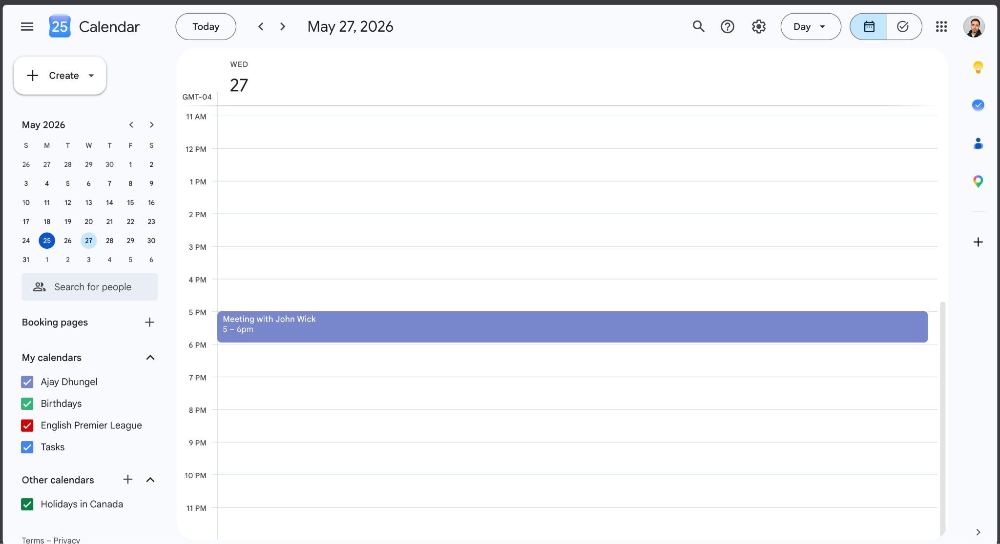 25 Calendar
Today
May 27, 2026
Day
Create
May 2026
S M T W T F S
26 27 28 29 30 1 2
3 4 5 6 7 8 9
10 11 12 13 14 15 16
17 18 19 20 21 22 23
24 25 26 27 28 29 30
31 1 2 3 4 5 6
Search for people
Booking pages
My calendars
Ajay Dhungel
Birthdays
English Premier League
Tasks
Other calendars
Holidays in Canada
Terms – Privacy
WED
27
GMT-04
11 AM
12 PM
1 PM
2 PM
3 PM
4 PM
5 PM
Meeting with John Wick
5 – 6pm
6 PM
7 PM
8 PM
9 PM
10 PM
11 PM